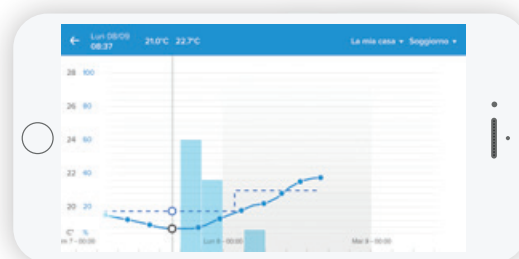 Lun 08/09
08:37
21.0°C 22.7°C
La mia casa Soggiorno
28 100
26 80
24 60
22 40
20 20
C° %
Lun 8 - 00:00
Mar 9 - 00:00